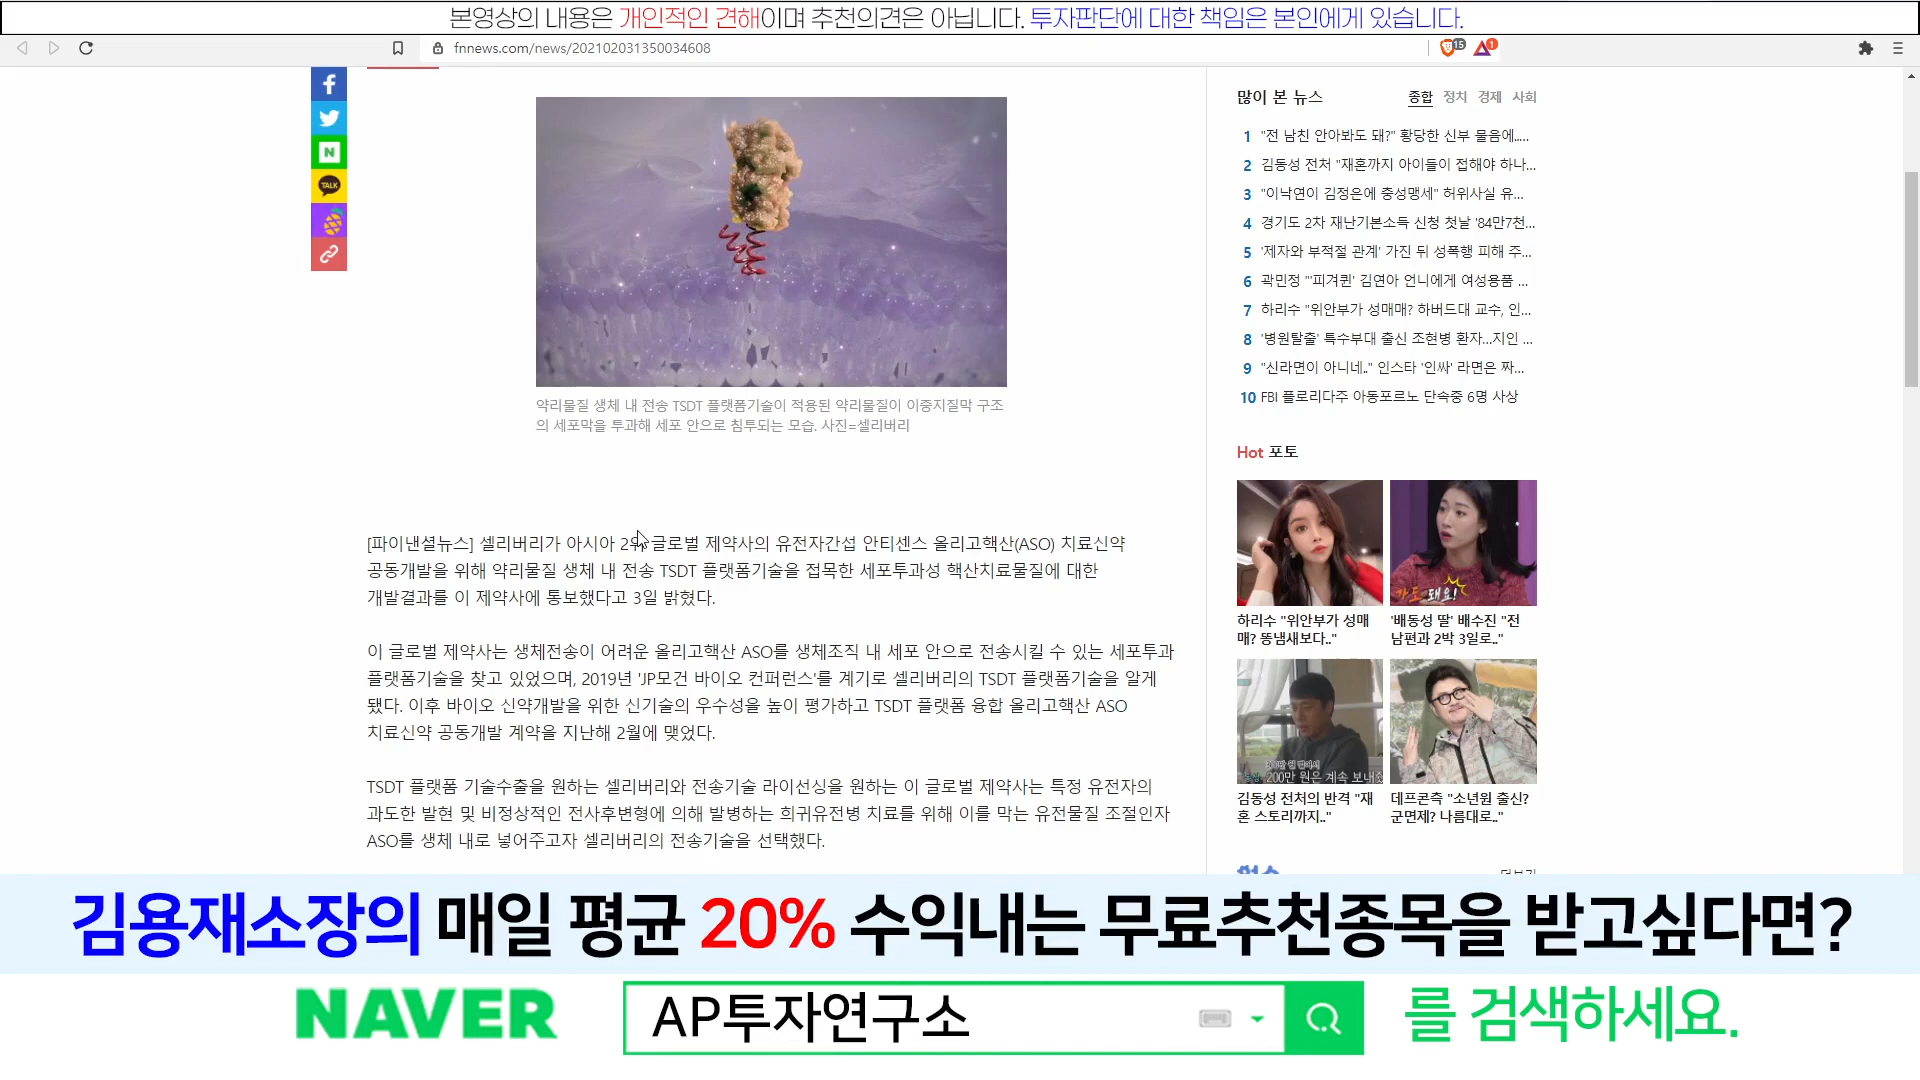 본영상의 내용은 개인적인 견해이며 추천의견은 아닙니다. 투자판단에 대한 책임은 본인에게 있습니다.
fnnews.com/news/202102031350034608
15
1
TALK
약리물질 생체 내 전송 TSDT 플랫폼기술이 적용된 약리물질이 이중지질막 구조
의 세포막을 투과해 세포 안으로 침투되는 모습. 사진=셀리버리
[파이낸셜뉴스] 셀리버리가 아시아 2위 글로벌 제약사의 유전자간섭 안티센스 올리고핵산(ASO) 치료신약
공동개발을 위해 약리물질 생체 내 전송 TSDT 플랫폼기술을 접목한 세포투과성 핵산치료물질에 대한
개발결과를 이 제약사에 통보했다고 3일 밝혔다.
이 글로벌 제약사는 생체전송이 어려운 올리고핵산 ASO를 생체조직 내 세포 안으로 전송시킬 수 있는 세포투과
플랫폼기술을 찾고 있었으며, 2019년 'JP모건 바이오 컨퍼런스'를 계기로 셀리버리의 TSDT 플랫폼기술을 알게
됐다. 이후 바이오 신약개발을 위한 신기술의 우수성을 높이 평가하고 TSDT 플랫폼 융합 올리고핵산 ASO
치료신약 공동개발 계약을 지난해 2월에 맺었다.
TSDT 플랫폼 기술수출을 원하는 셀리버리와 전송기술 라이선싱을 원하는 이 글로벌 제약사는 특정 유전자의
과도한 발현 및 비정상적인 전사후변형에 의해 발병하는 희귀유전병 치료를 위해 이를 막는 유전물질 조절인자
ASO를 생체 내로 넣어주고자 셀리버리의 전송기술을 선택했다.
많이 본 뉴스 종합 정치 경제 사회
1 "전 남친 안아봐도 돼?" 황당한 신부 물음에.....
2 김동성 전처 "재혼까지 아이들이 접해야 하나...
3 "이낙연이 김정은에 충성맹세" 허위사실 유...
4 경기도 2차 재난기본소득 신청 첫날 '84만7천...
5 '제자와 부적절 관계' 가진 뒤 성폭행 피해 주...
6 곽민정 "'피겨퀸' 김연아 언니에게 여성용품 ...
7 하리수 "위안부가 성매매? 하버드대 교수, 인...
8 '병원탈출' 특수부대 출신 조현병 환자...지인 ...
9 "신라면이 아니네.." 인스타 '인싸' 라면은 짜...
10 FBI 플로리다주 아동포르노 단속중 6명 사상
Hot 포토
돼요!
하리수 "위안부가 성매
매? 똥냄새보다.."
'배동성 딸' 배수진 "전
남편과 2박 3일로.."
200만 원은 계속 보내
김동성 전처의 반격 "재
혼 스토리까지.."
데프콘측 "소년원 출신?
군면제? 나름대로.."
김용재소장의 매일 평균 20% 수익내는 무료추천종목을 받고싶다면?
NAVER AP투자연구소 를 검색하세요.